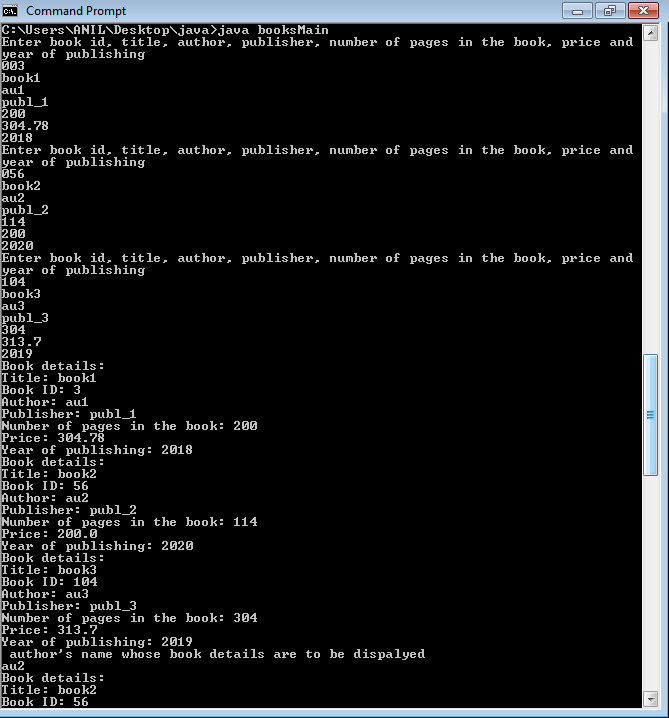 Command Prompt
C:\Users\ANIL\Desktop\java>java booksMain
Enter book id, title, author, publisher, number of pages in the book, price and
year of publishing
003
book1
au1
publ_1
200
304.78
2018
Enter book id, title, author, publisher, number of pages in the book, price and
year of publishing
056
book2
au2
publ_2
114
200
2020
Enter book id, title, author, publisher, number of pages in the book, price and
year of publishing
104
book3
au3
publ_3
304
313.7
2019
Book details:
Title: book1
Book ID: 3
Author: au1
Publisher: publ_1
Number of pages in the book: 200
Price: 304.78
Year of publishing: 2018
Book details:
Title: book2
Book ID: 56
Author: au2
Publisher: publ_2
Number of pages in the book: 114
Price: 200.0
Year of publishing: 2020
Book details:
Title: book3
Book ID: 104
Author: au3
Publisher: publ_3
Number of pages in the book: 304
Price: 313.7
Year of publishing: 2019
 author's name whose book details are to be dispalyed
au2
Book details:
Title: book2
Book ID: 56